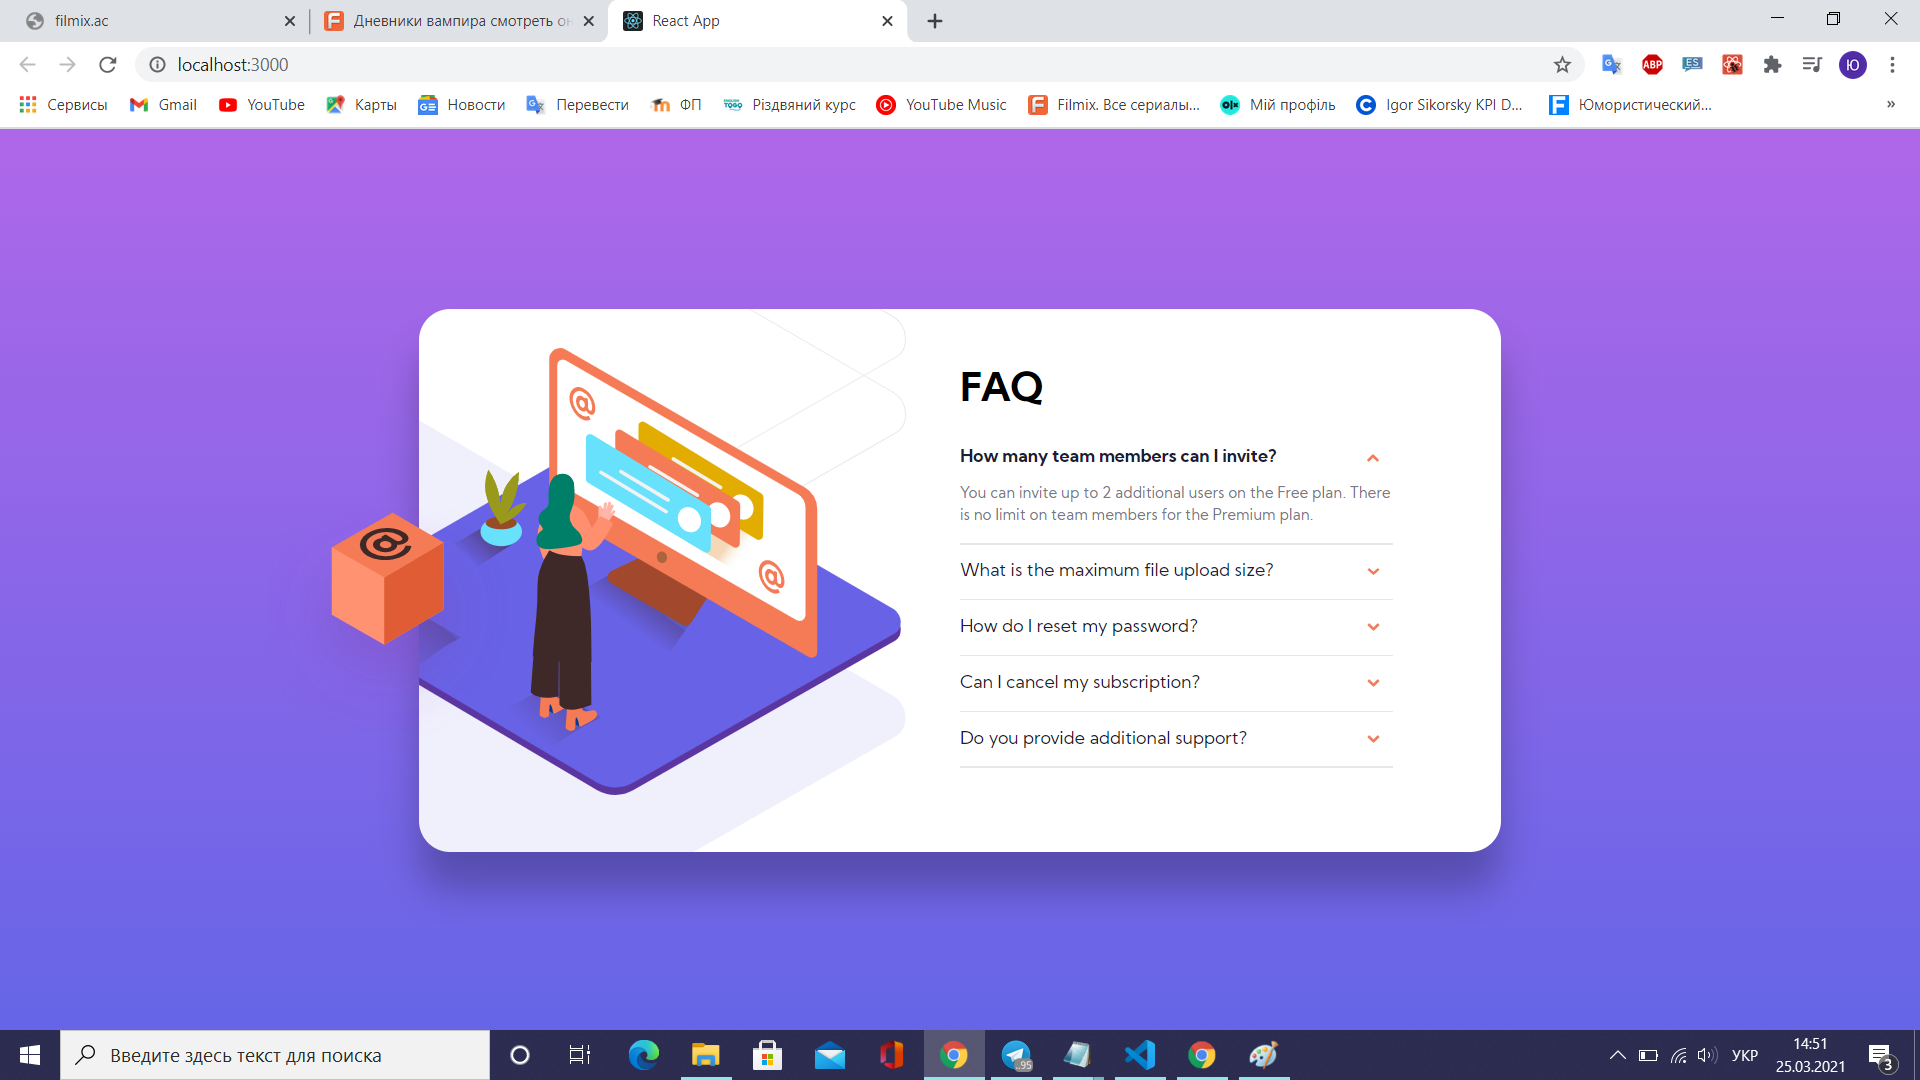 filmix.ac
Дневники вампира смотреть он
React App
localhost:3000
ABP
ES
Ю
Сервисы
Gmail
YouTube
Карты
Новости
Перевести
ФП
Різдвяний курс
YouTube Music
Filmix. Все сериалы...
Мій профіль
Igor Sikorsky KPI D...
Юмористический...
»
FAQ
How many team members can I invite?
You can invite up to 2 additional users on the Free plan. There
is no limit on team members for the Premium plan.
What is the maximum file upload size?
How do I reset my password?
Can I cancel my subscription?
Do you provide additional support?
@
@
@
Введите здесь текст для поиска
..95
УКР
14:51
25.03.2021
3